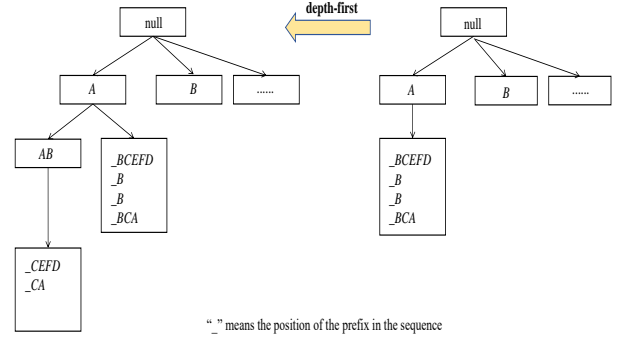 depth-first
null
null
A
B
......
A
B
......
AB
_BCEFD
_B
_B
_BCA
_BCEFD
_B
_B
_BCA
_CEFD
_CA
“_” means the position of the prefix in the sequence